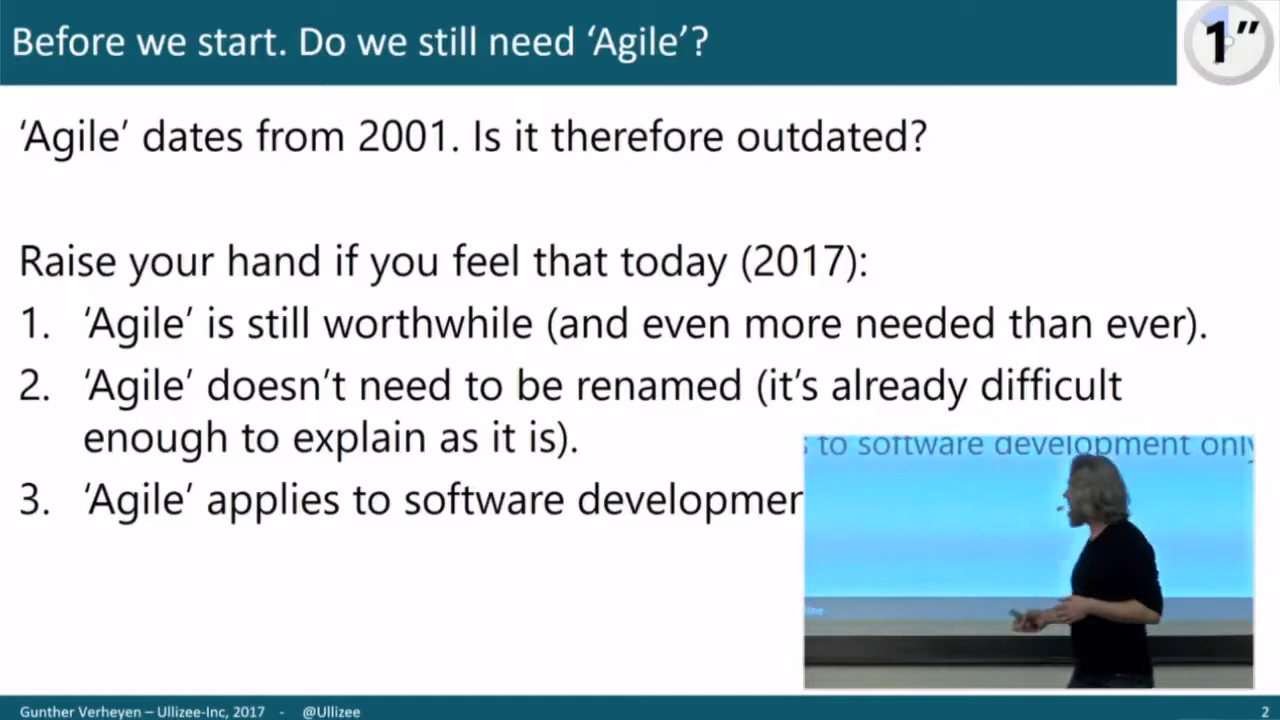 Before we start. Do we still need ‘Agile’?
1”
‘Agile’ dates from 2001. Is it therefore outdated?
Raise your hand if you feel that today (2017):
1. ‘Agile’ is still worthwhile (and even more needed than ever).
2. ‘Agile’ doesn’t need to be renamed (it’s already difficult
enough to explain as it is).
3. ‘Agile’ applies to software
to software development only
Gunther Verheyen – Ullizee-Inc, 2017 - @Ullizee
2